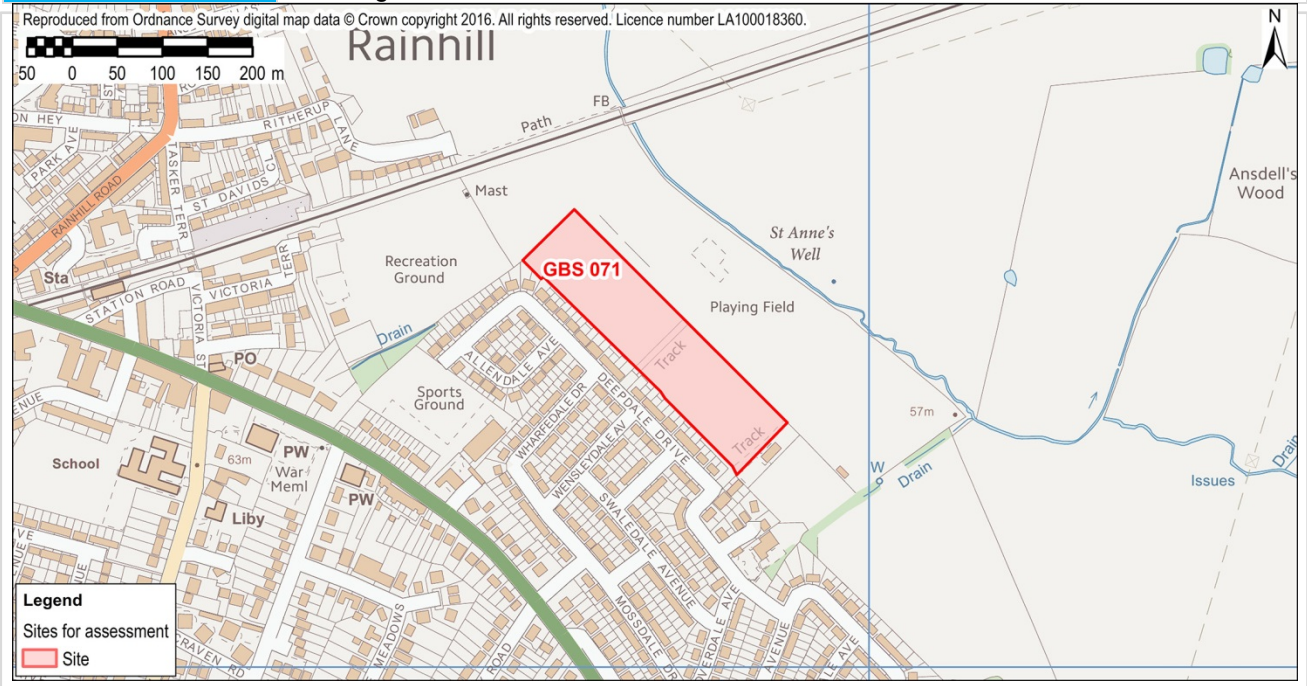 Reproduced from Ordnance Survey digital map data © Crown copyright 2016. All rights reserved. Licence number LA100018360.
N
Rainhill
50 0 50 100 150 200 m
FB
Path
RITHERUP LANE
PARK AVE
TASKER TERR
ST DAVIDS CL
RAINHILL ROAD
Mast
Ansdell's
Wood
St Anne's
Well
Recreation
Ground
GBS 071
Sta
STATION ROAD
VICTORIA TERR
VICTORIA ST
Playing Field
Drain
Track
PO
ALLENDALE AVE
DEEPDALE DRIVE
Sports
Ground
WHARFEDALE DR
57m
Track
WENSLEYDALE AV
School
63m
PW
War
Meml
PW
W
Drain
Drain
Issues
Liby
SWALEDALE AVENUE
MOSSDALE DR
AVENUE
MEADOWS
ROAD
CRAVEN RD
Legend
Sites for assessment
Site